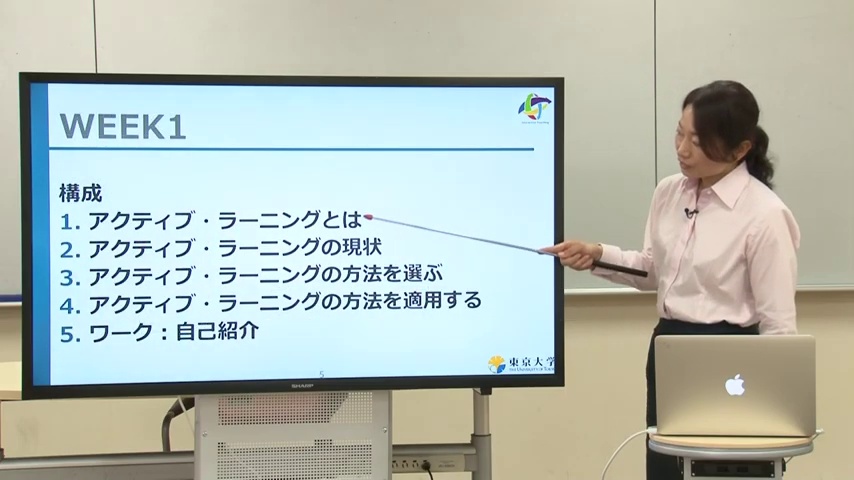 WEEK1
構成
1. アクティブ・ラーニングとは
2. アクティブ・ラーニングの現状
3. アクティブ・ラーニングの方法を選ぶ
4. アクティブ・ラーニングの方法を適用する
5. ワーク：自己紹介
5
東京大学
SHARP